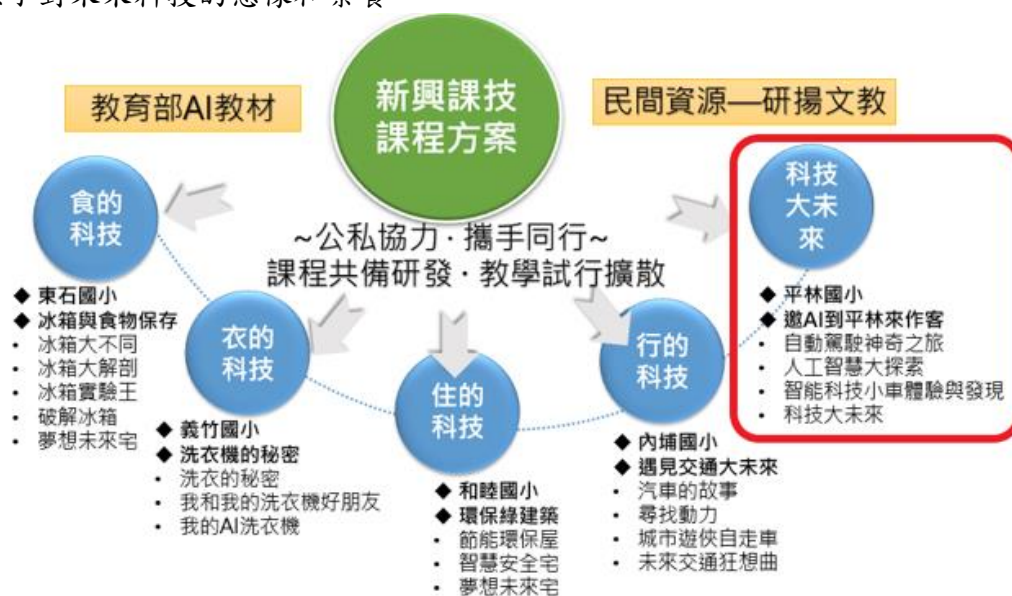 新興課技
課程方案
教育部AI教材
民間資源—研揚文教
~公私協力‧攜手同行~
課程共備研發‧教學試行擴散
食的
科技
◆ 東石國小
◆ 冰箱與食物保存
• 冰箱大不同
• 冰箱大解剖
• 冰箱實驗王
• 破解冰箱
• 夢想未來宅
衣的
科技
◆ 義竹國小
◆ 洗衣機的秘密
• 洗衣的秘密
• 我和我的洗衣機好朋友
• 我的AI洗衣機
住的
科技
◆ 和睦國小
◆ 環保綠建築
• 節能環保屋
• 智慧安全宅
• 夢想未來宅
行的
科技
◆ 內埔國小
◆ 遇見交通大未來
• 汽車的故事
• 尋找動力
• 城市遊俠自走車
• 未來交通狂想曲
科技
大未
來
◆ 平林國小
◆ 邀AI到平林來作客
• 自動駕駛神奇之旅
• 人工智慧大探索
• 智能科技小車體驗與發現
• 科技大未來